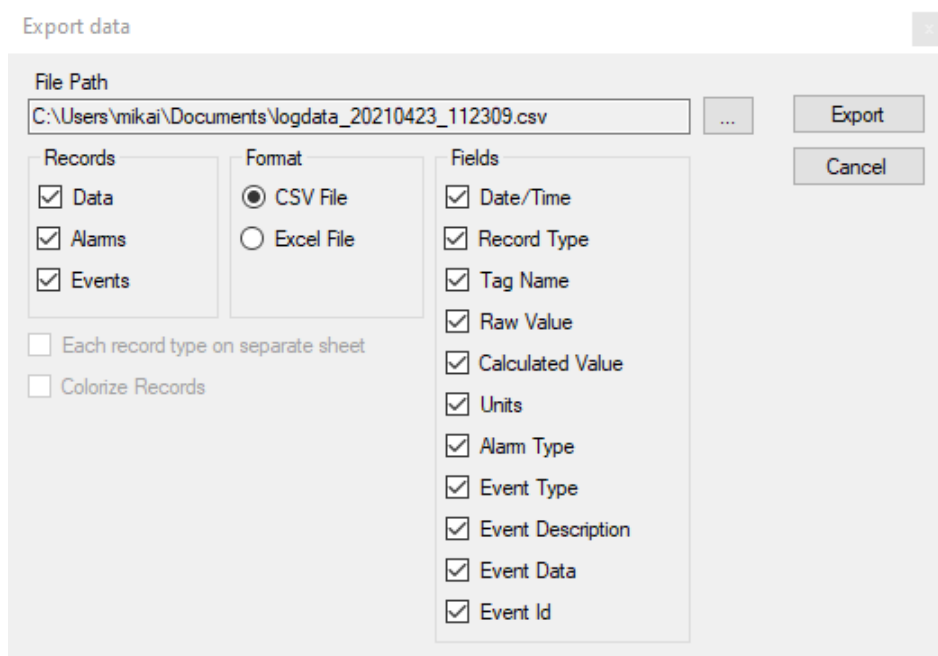 Export data
x
File Path
C:\Users\mikai\Documents\logdata_20210423_112309.csv
...
Export
Cancel
Records
Data
Alarms
Events
Format
CSV File
Excel File
Each record type on separate sheet
Colorize Records
Fields
Date/Time
Record Type
Tag Name
Raw Value
Calculated Value
Units
Alarm Type
Event Type
Event Description
Event Data
Event Id